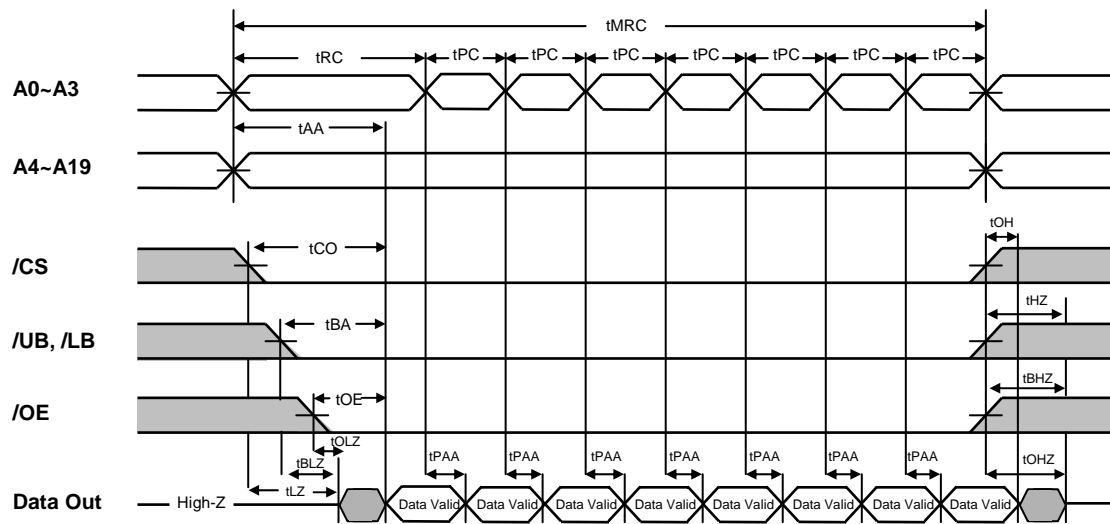 tMRC
tRC tPC tPC tPC tPC tPC tPC tPC
A0~A3
tAA
A4~A19
tOH
tCO
/CS
tHZ
tBA
/UB, /LB
tBHZ
tOE
/OE
tOLZ
tBLZ tPAA tPAA tPAA tPAA tPAA tPAA tPAA tOHZ
tLZ
Data Out High-Z Data Valid Data Valid Data Valid Data Valid Data Valid Data Valid Data Valid Data Valid